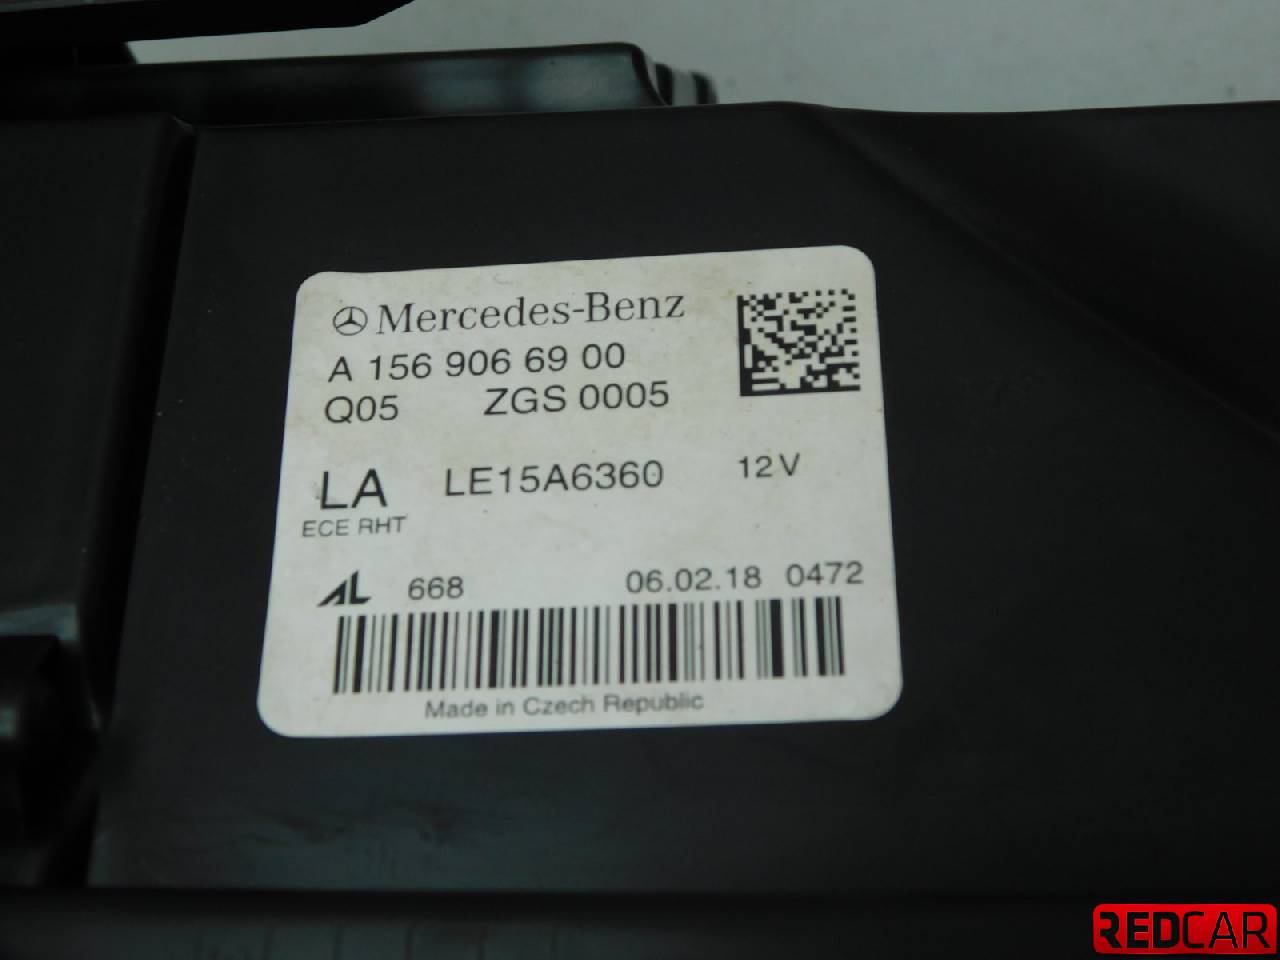 Mercedes-Benz
A 156 906 69 00
Q05 ZGS 0005
LA LE15A6360 12V
ECE RHT
AL 668 06.02.18 0472
Made in Czech Republic
REDCAR